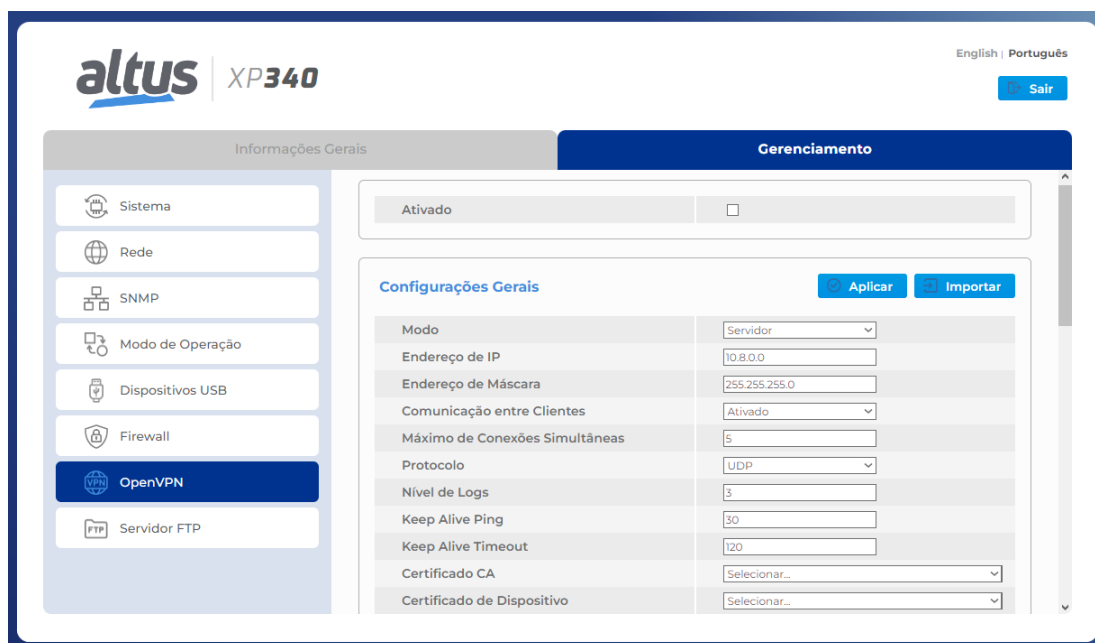 English | Português
altus XP340
Sair
Informações Gerais
Gerenciamento
Sistema
Rede
SNMP
Modo de Operação
Dispositivos USB
Firewall
VPN OpenVPN
FTP Servidor FTP
Ativado
Configurações Gerais Aplicar Importar
Modo Servidor
Endereço de IP 10.8.0.0
Endereço de Máscara 255.255.255.0
Comunicação entre Clientes Ativado
Máximo de Conexões Simultâneas 5
Protocolo UDP
Nível de Logs 3
Keep Alive Ping 30
Keep Alive Timeout 120
Certificado CA Selecionar...
Certificado de Dispositivo Selecionar...